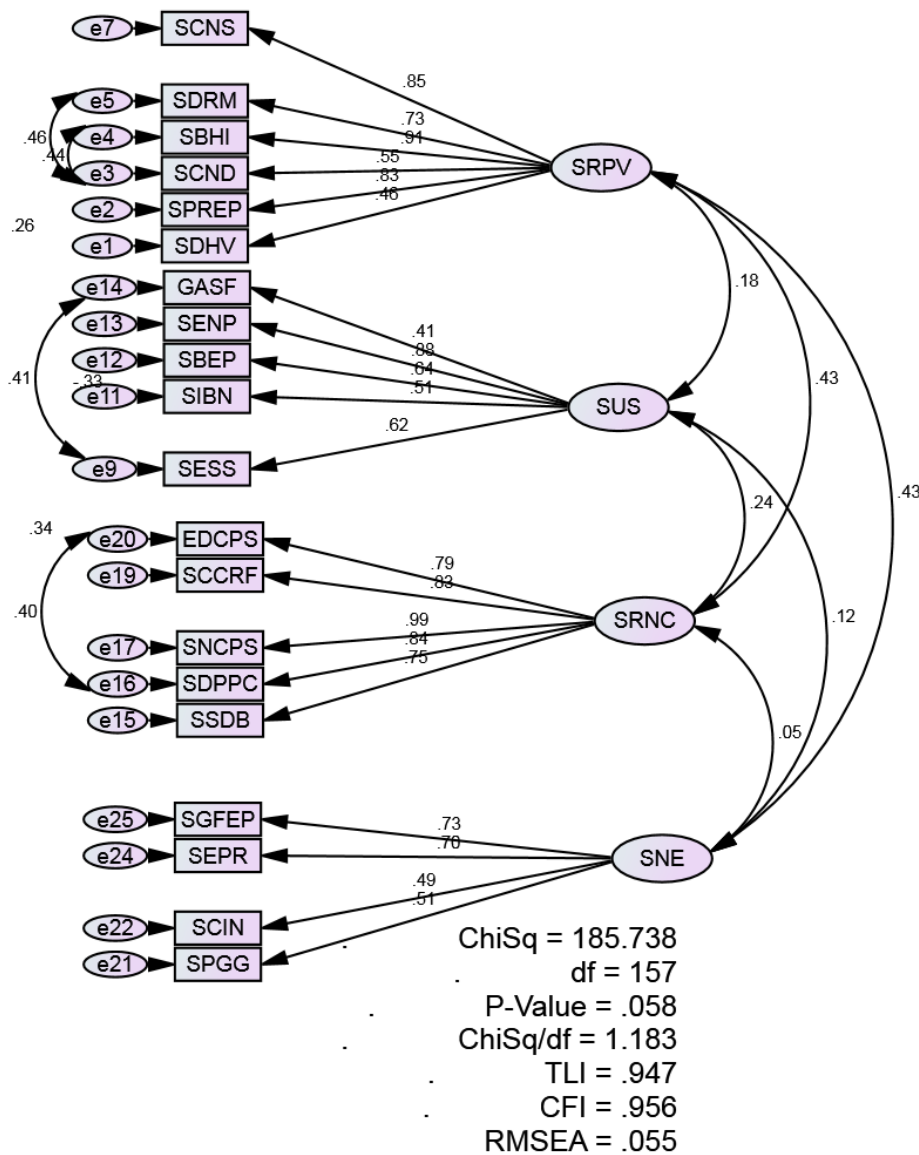 e7 SCNS
.85
e5 SDRM
.73
e4 SBHI
.91
.46
.44
e3 SCND
.55
SRPV
e2 SPREP
.83
.46
.26
e1 SDHV
e14 GASF
.18
e13 SENP
.41
.88
e12 SBEP
.64
.41
-.33
.43
e11 SIBN
.51
SUS
.62
e9 SESS
.43
.24
.34
e20 EDCPS
.79
e19 SCCRF
.83
.40
.99
SRNC
.12
e17 SNCPS
.84
.75
e16 SDPPC
e15 SSDB
.05
e25 SGFEP
.73
.70
e24 SEPR
SNE
.49
.51
e22 SCIN
e21 SPGG
ChiSq = 185.738
df = 157
P-Value = .058
ChiSq/df = 1.183
TLI = .947
CFI = .956
RMSEA = .055